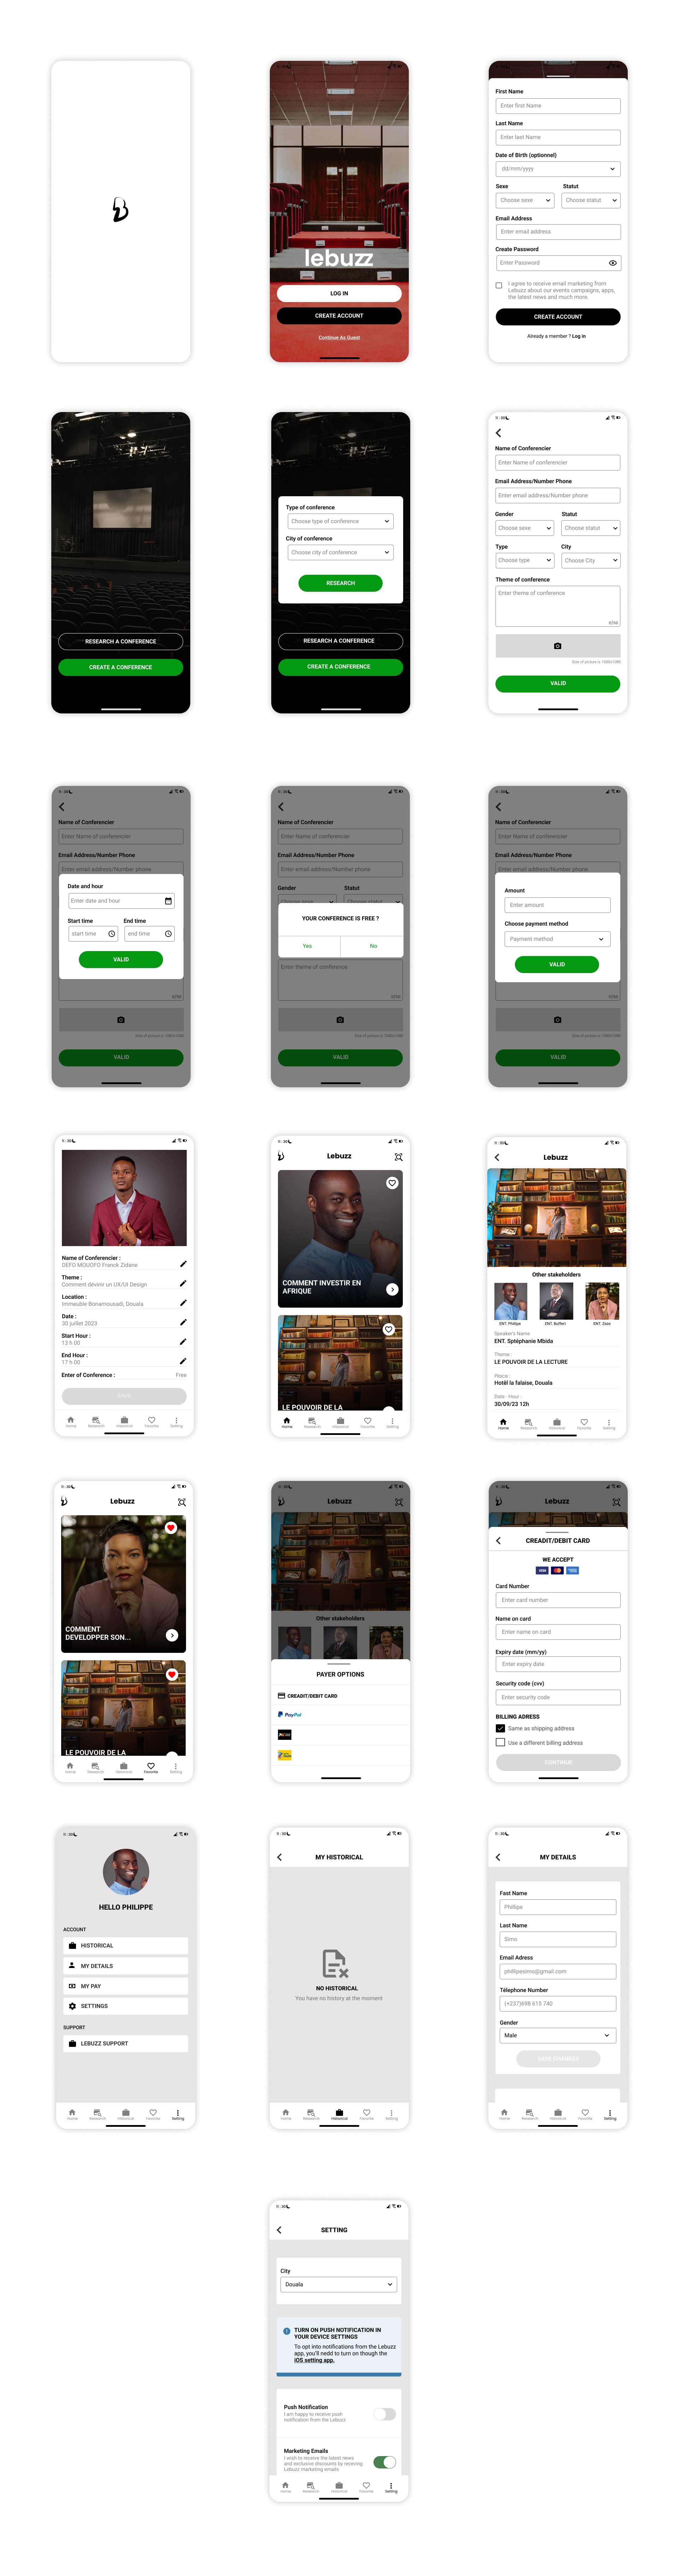 lebuzz
LOG IN
CREATE ACCOUNT
Continue As Guest
First Name
Enter first Name
Last Name
Enter last Name
Date of Birth (optionnel)
dd/mm/yyyy
Sexe
Statut
Choose sexe
Choose statut
Email Address
Enter email address
Create Password
Enter Password
I agree to receive email marketing from
Lebuzz about our events campaigns, apps,
the latest news and much more.
CREATE ACCOUNT
Already a member ? Log in
RESEARCH A CONFERENCE
CREATE A CONFERENCE
Type of conference
Choose type of conference
City of conference
Choose city of conference
RESEARCH
RESEARCH A CONFERENCE
CREATE A CONFERENCE
Name of Conferencier
Enter Name of conferencier
Email Address/Number Phone
Enter email address/Number phone
Gender
Statut
Choose sexe
Choose statut
Type
City
Choose type
Choose City
Theme of conference
Enter theme of conference
VALID
Name of Conferencier
Enter Name of conferencier
Email Address/Number Phone
Enter email address/Number phone
Date and hour
Enter date and hour
Start time
End time
start time
end time
VALID
VALID
Name of Conferencier
Enter Name of conferencier
Email Address/Number Phone
Enter email address/Number phone
Gender
Statut
YOUR CONFERENCE IS FREE ?
Yes
No
Enter theme of conference
VALID
Name of Conferencier
Enter Name of conferencier
Email Address/Number Phone
Enter email address/Number phone
Amount
Enter amount
Choose payment method
Payment method
VALID
VALID
Name of Conferencier :
DEFO MOUOFO Franck Zidane
Theme :
Comment dévinir un UX/UI Design
Location :
Immeuble Bonamousadi, Douala
Date :
30 juillet 2023
Start Hour :
13 h 00
End Hour :
17 h 00
Enter of Conference :
Free
Home
Research
Historical
Favorite
Setting
Lebuzz
COMMENT INVESTIR EN
AFRIQUE
LE POUVOIR DE LA
Home
Research
Historical
Favorite
Setting
Lebuzz
Other stakeholders
ENT. Phillipe
ENT. Buffert
ENT. Zeze
Speaker's Name
ENT. Sptéphanie Mbida
Theme :
LE POUVOIR DE LA LECTURE
Place :
Hotël la falaise, Douala
Date - Hour :
30/09/23 12h
Home
Research
Historical
Favorite
Setting
Lebuzz
COMMENT
DEVELOPPER SON...
LE POUVOIR DE LA
Home
Research
Historical
Favorite
Setting
Lebuzz
Other stakeholders
PAYER OPTIONS
CREADIT/DEBIT CARD
PayPal
Lebuzz
CREADIT/DEBIT CARD
WE ACCEPT
VISA
Card Number
Enter card number
Name on card
Enter name on card
Expiry date (mm/yy)
Enter expiry date
Security code (cvv)
Enter security code
BILLING ADRESS
Same as shipping address
Use a different billing address
CONTINUE
HELLO PHILIPPE
ACCOUNT
HISTORICAL
MY DETAILS
MY PAY
SETTINGS
SUPPORT
LEBUZZ SUPPORT
Home
Research
Historical
Favorite
Setting
MY HISTORICAL
NO HISTORICAL
You have no history at the moment
Home
Research
Historical
Favorite
Setting
MY DETAILS
Fast Name
Phillipe
Last Name
Simo
Email Adress
phillipesimo@gmail.com
Télephone Number
(+237)698 615 740
Gender
Male
SAVE CHANGES
Home
Research
Historical
Favorite
Setting
SETTING
City
Douala
TURN ON PUSH NOTIFICATION IN
YOUR DEVICE SETTINGS
To opt into notifications from the Lebuzz
app, you'll nedd to turn on though the
iOS setting app.
Push Notification
I am happy to receive push
notification from the Lebuzz
Marketing Emails
I wish to receive the latest news
and exclusive discounts by receving
Lebuzz marketing emails
Home
Research
Historical
Favorite
Setting